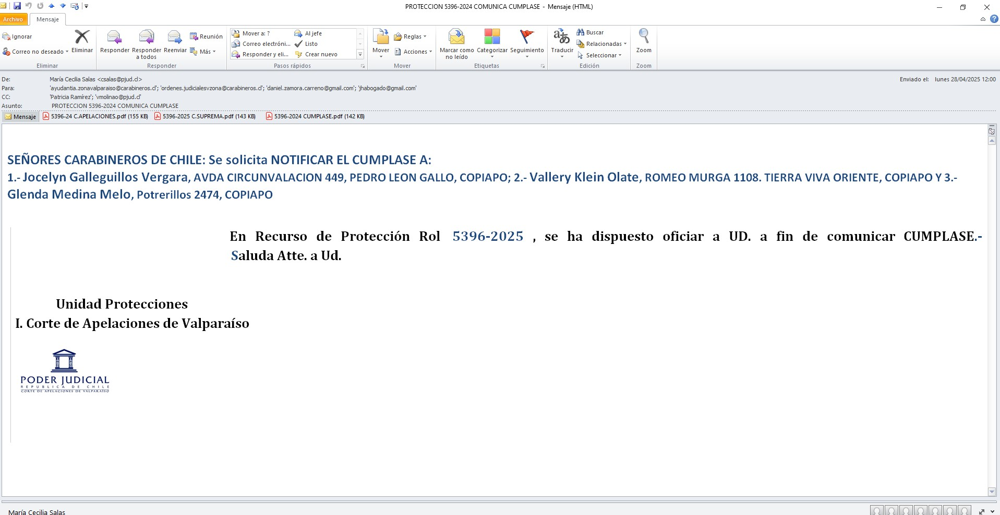 PROTECCION 5396-2024 COMUNICA CUMPLASE - Mensaje (HTML)
Archivo Mensaje
Ignorar
Correo no deseado
Eliminar
Eliminar
Responder
Responder a todos
Reenviar
Reunión
Más
Responder
Mover a: ?
Al jefe
Correo electróni...
Listo
Responder y eli...
Crear nuevo
Pasos rápidos
Mover
Reglas
Acciones
Mover
Marcar como no leído
Categorizar
Seguimiento
Etiquetas
Traducir
Buscar
Relacionadas
Seleccionar
Edición
Zoom
Zoom
De: María Cecilia Salas <csalas@pjud.cl> Enviado el: lunes 28/04/2025 12:00
Para: 'ayudantia.zonavalparaiso@carabineros.cl'; 'ordenes.judicialesvzona@carabineros.cl'; 'daniel.zamora.carreno@gmail.com'; 'jhabogado@gmail.com'
CC: 'Patricia Ramírez'; 'vmolinao@pjud.cl'
Asunto: PROTECCION 5396-2024 COMUNICA CUMPLASE
Mensaje 5396-24 C.APELACIONES.pdf (155 KB) 5396-2025 C.SUPREMA.pdf (143 KB) 5396-2024 CUMPLASE.pdf (142 KB)
SEÑORES CARABINEROS DE CHILE: Se solicita NOTIFICAR EL CUMPLASE A:
1.- Jocelyn Galleguillos Vergara, AVDA CIRCUNVALACION 449, PEDRO LEON GALLO, COPIAPO; 2.- Vallery Klein Olate, ROMEO MURGA 1108. TIERRA VIVA ORIENTE, COPIAPO Y 3.-
Glenda Medina Melo, Potrerillos 2474, COPIAPO
En Recurso de Protección Rol 5396-2025 , se ha dispuesto oficiar a UD. a fin de comunicar CUMPLASE.-
Saluda Atte. a Ud.
Unidad Protecciones
I. Corte de Apelaciones de Valparaíso
PODER JUDICIAL
REPUBLICA DE CHILE
CORTE DE APELACIONES DE VALPARAÍSO
María Cecilia Salas